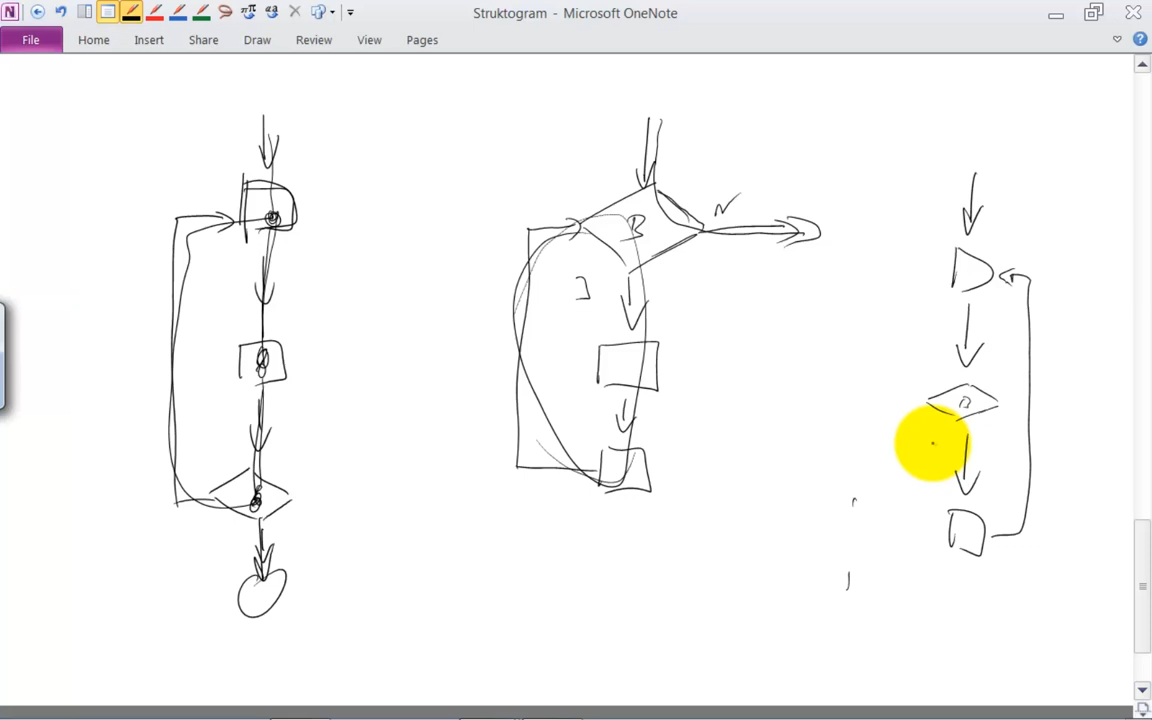 Struktogram - Microsoft OneNote
File Home Insert Share Draw Review View Pages
N
B
J
B